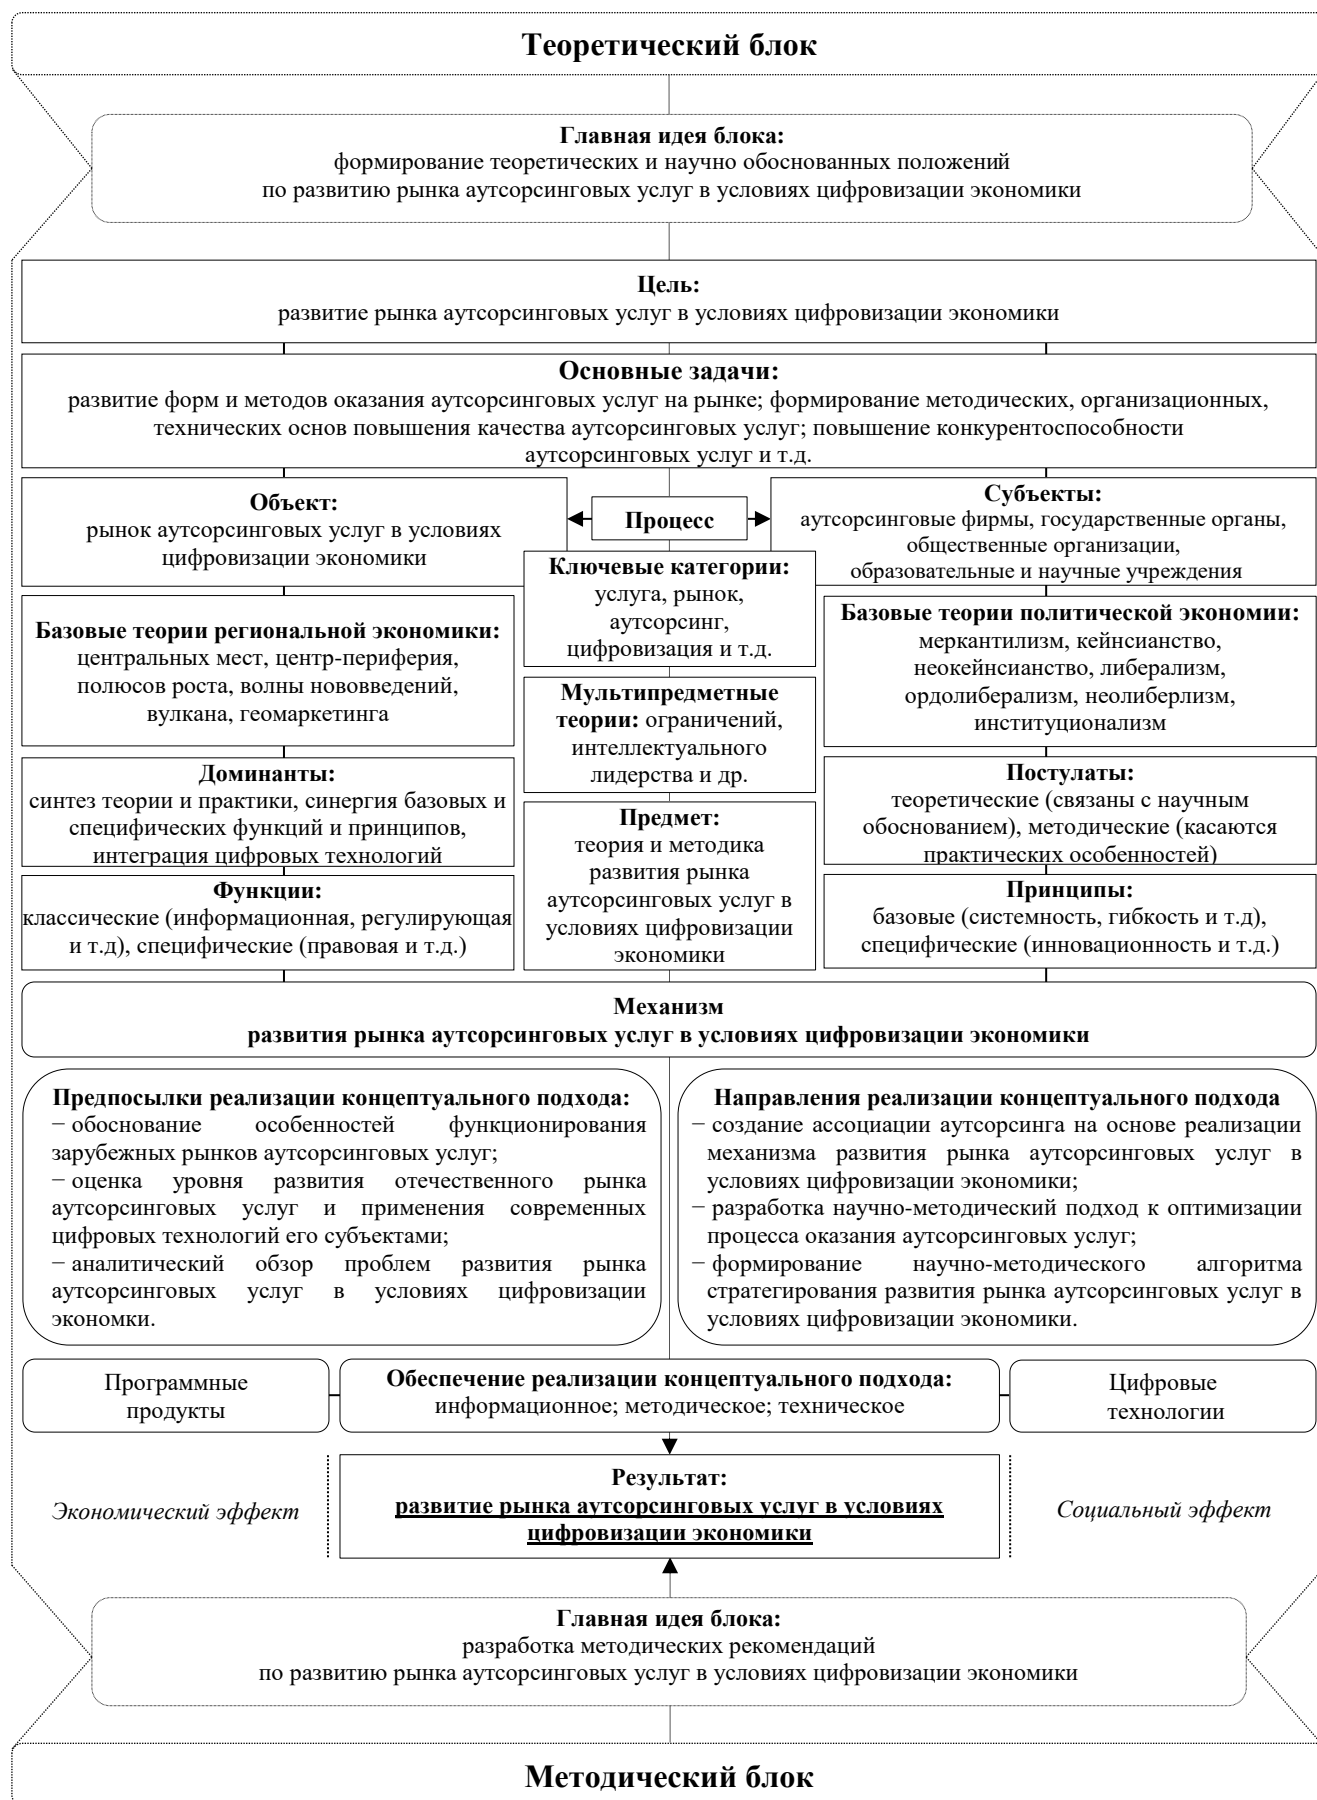 Теоретический блок
Главная идея блока:
формирование теоретических и научно обоснованных положений
по развитию рынка аутсорсинговых услуг в условиях цифровизации экономики
Цель:
развитие рынка аутсорсинговых услуг в условиях цифровизации экономики
Основные задачи:
развитие форм и методов оказания аутсорсинговых услуг на рынке; формирование методических, организационных,
технических основ повышения качества аутсорсинговых услуг; повышение конкурентоспособности
аутсорсинговых услуг и т.д.
Объект:
рынок аутсорсинговых услуг в условиях
цифровизации экономики
Процесс
Субъекты:
аутсорсинговые фирмы, государственные органы,
общественные организации,
образовательные и научные учреждения
Ключевые категории:
услуга, рынок,
аутсорсинг,
цифровизация и т.д.
Базовые теории региональной экономики:
центральных мест, центр-периферия,
полюсов роста, волны нововведений,
вулкана, геомаркетинга
Мультипредметные
теории: ограничений,
интеллектуального
лидерства и др.
Базовые теории политической экономии:
меркантилизм, кейнсианство,
неокейнсианство, либерализм,
ордолиберализм, неолиберлизм,
институционализм
Доминанты:
синтез теории и практики, синергия базовых и
специфических функций и принципов,
интеграция цифровых технологий
Предмет:
теория и методика
развития рынка
аутсорсинговых услуг в
условиях цифровизации
экономики
Постулаты:
теоретические (связаны с научным
обоснованием), методические (касаются
практических особенностей)
Функции:
классические (информационная, регулирующая
и т.д), специфические (правовая и т.д.)
Принципы:
базовые (системность, гибкость и т.д),
специфические (инновационность и т.д.)
Механизм
развития рынка аутсорсинговых услуг в условиях цифровизации экономики
Предпосылки реализации концептуального подхода:
− обоснование особенностей функционирования
зарубежных рынков аутсорсинговых услуг;
− оценка уровня развития отечественного рынка
аутсорсинговых услуг и применения современных
цифровых технологий его субъектами;
− аналитический обзор проблем развития рынка
аутсорсинговых услуг в условиях цифровизации
экономки.
Направления реализации концептуального подхода
− создание ассоциации аутсорсинга на основе реализации
механизма развития рынка аутсорсинговых услуг в
условиях цифровизации экономики;
− разработка научно-методический подход к оптимизации
процесса оказания аутсорсинговых услуг;
− формирование научно-методического алгоритма
стратегирования развития рынка аутсорсинговых услуг в
условиях цифровизации экономики.
Программные
продукты
Обеспечение реализации концептуального подхода:
информационное; методическое; техническое
Цифровые
технологии
Экономический эффект
Результат:
развитие рынка аутсорсинговых услуг в условиях
цифровизации экономики
Социальный эффект
Главная идея блока:
разработка методических рекомендаций
по развитию рынка аутсорсинговых услуг в условиях цифровизации экономики
Методический блок